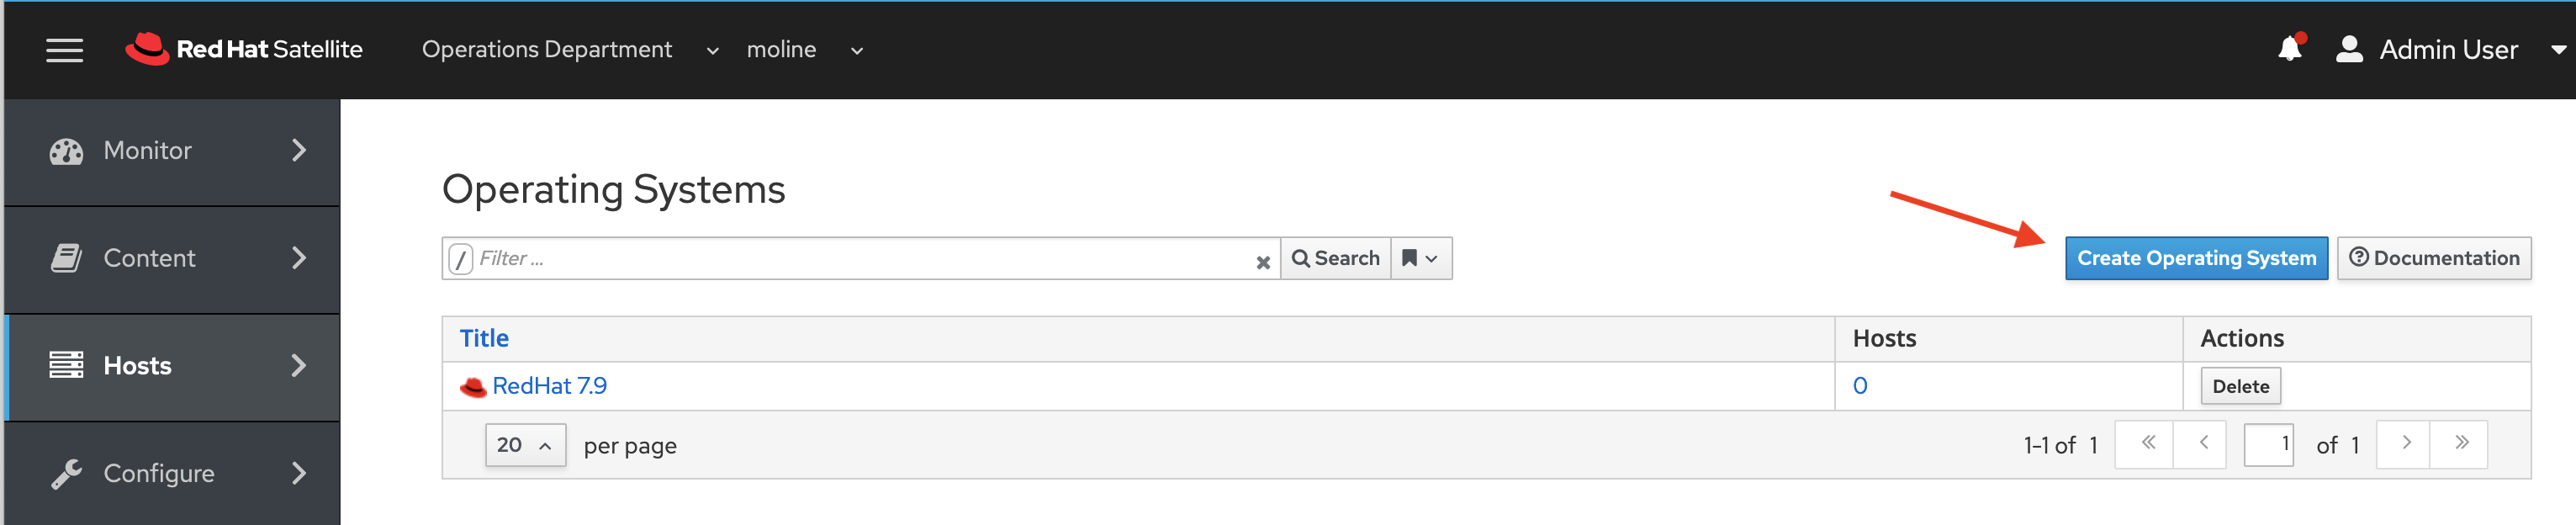 Red Hat Satellite Operations Department moline Admin User
Monitor
Content
Hosts
Configure
Operating Systems
/ Filter ... Search Create Operating System Documentation
Title Hosts Actions
RedHat 7.9 0 Delete
20 per page 1-1 of 1 « < 1 of 1 > »